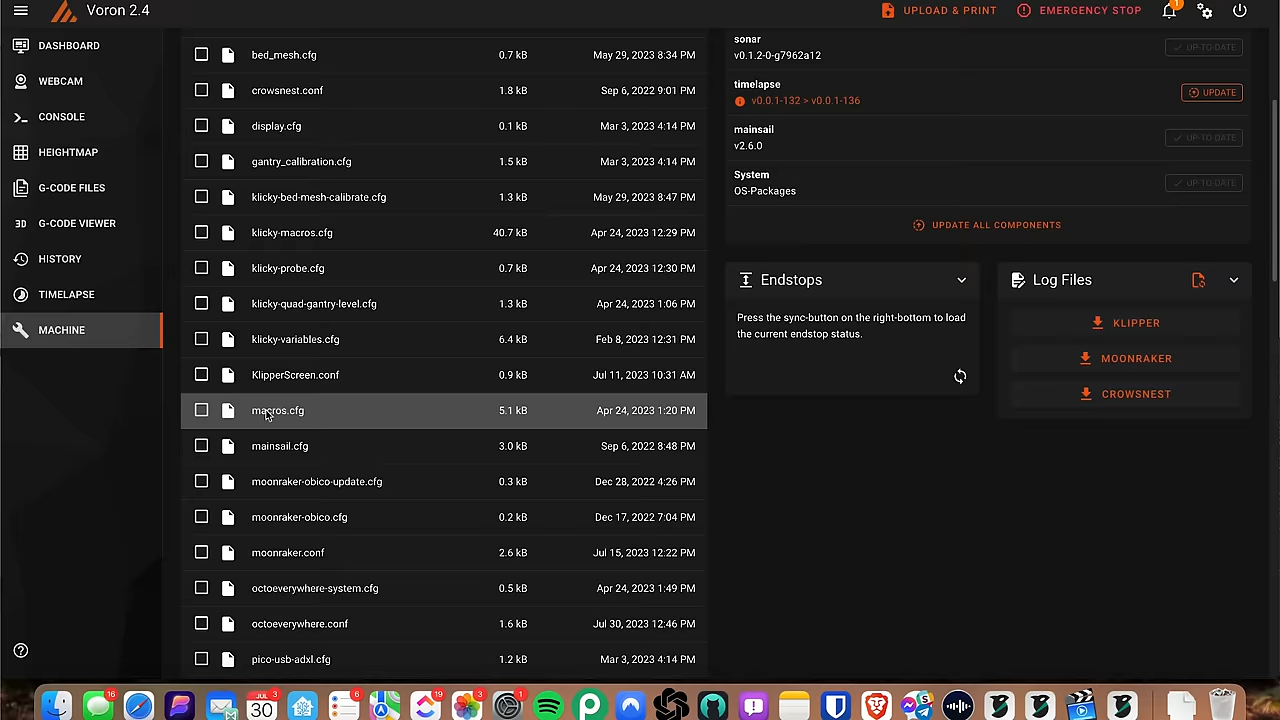 Voron 2.4
UPLOAD & PRINT
EMERGENCY STOP
1
DASHBOARD
WEBCAM
CONSOLE
HEIGHTMAP
G-CODE FILES
3D G-CODE VIEWER
HISTORY
TIMELAPSE
MACHINE
bed_mesh.cfg 0.7 kB May 29, 2023 8:34 PM
crowsnest.conf 1.8 kB Sep 6, 2022 9:01 PM
display.cfg 0.1 kB Mar 3, 2023 4:14 PM
gantry_calibration.cfg 1.5 kB Mar 3, 2023 4:14 PM
klicky-bed-mesh-calibrate.cfg 1.3 kB May 29, 2023 8:47 PM
klicky-macros.cfg 40.7 kB Apr 24, 2023 12:29 PM
klicky-probe.cfg 0.7 kB Apr 24, 2023 12:30 PM
klicky-quad-gantry-level.cfg 1.3 kB Apr 24, 2023 1:06 PM
klicky-variables.cfg 6.4 kB Feb 8, 2023 12:31 PM
KlipperScreen.conf 0.9 kB Jul 11, 2023 10:31 AM
macros.cfg 5.1 kB Apr 24, 2023 1:20 PM
mainsail.cfg 3.0 kB Sep 6, 2022 8:48 PM
moonraker-obico-update.cfg 0.3 kB Dec 28, 2022 4:26 PM
moonraker-obico.cfg 0.2 kB Dec 17, 2022 7:04 PM
moonraker.conf 2.6 kB Jul 15, 2023 12:22 PM
octoeverywhere-system.cfg 0.5 kB Apr 24, 2023 1:49 PM
octoeverywhere.conf 1.6 kB Jul 30, 2023 12:46 PM
pico-usb-adxl.cfg 1.2 kB Mar 3, 2023 4:14 PM
sonar
v0.1.2-0-g7962a12
UP-TO-DATE
timelapse
v0.0.1-132 > v0.0.1-136
UPDATE
mainsail
v2.6.0
UP-TO-DATE
System
OS-Packages
UP-TO-DATE
UPDATE ALL COMPONENTS
Endstops
Press the sync-button on the right-bottom to load
the current endstop status.
Log Files
KLIPPER
MOONRAKER
CROWSNEST
16
JUL 3
30
6
19
3
1